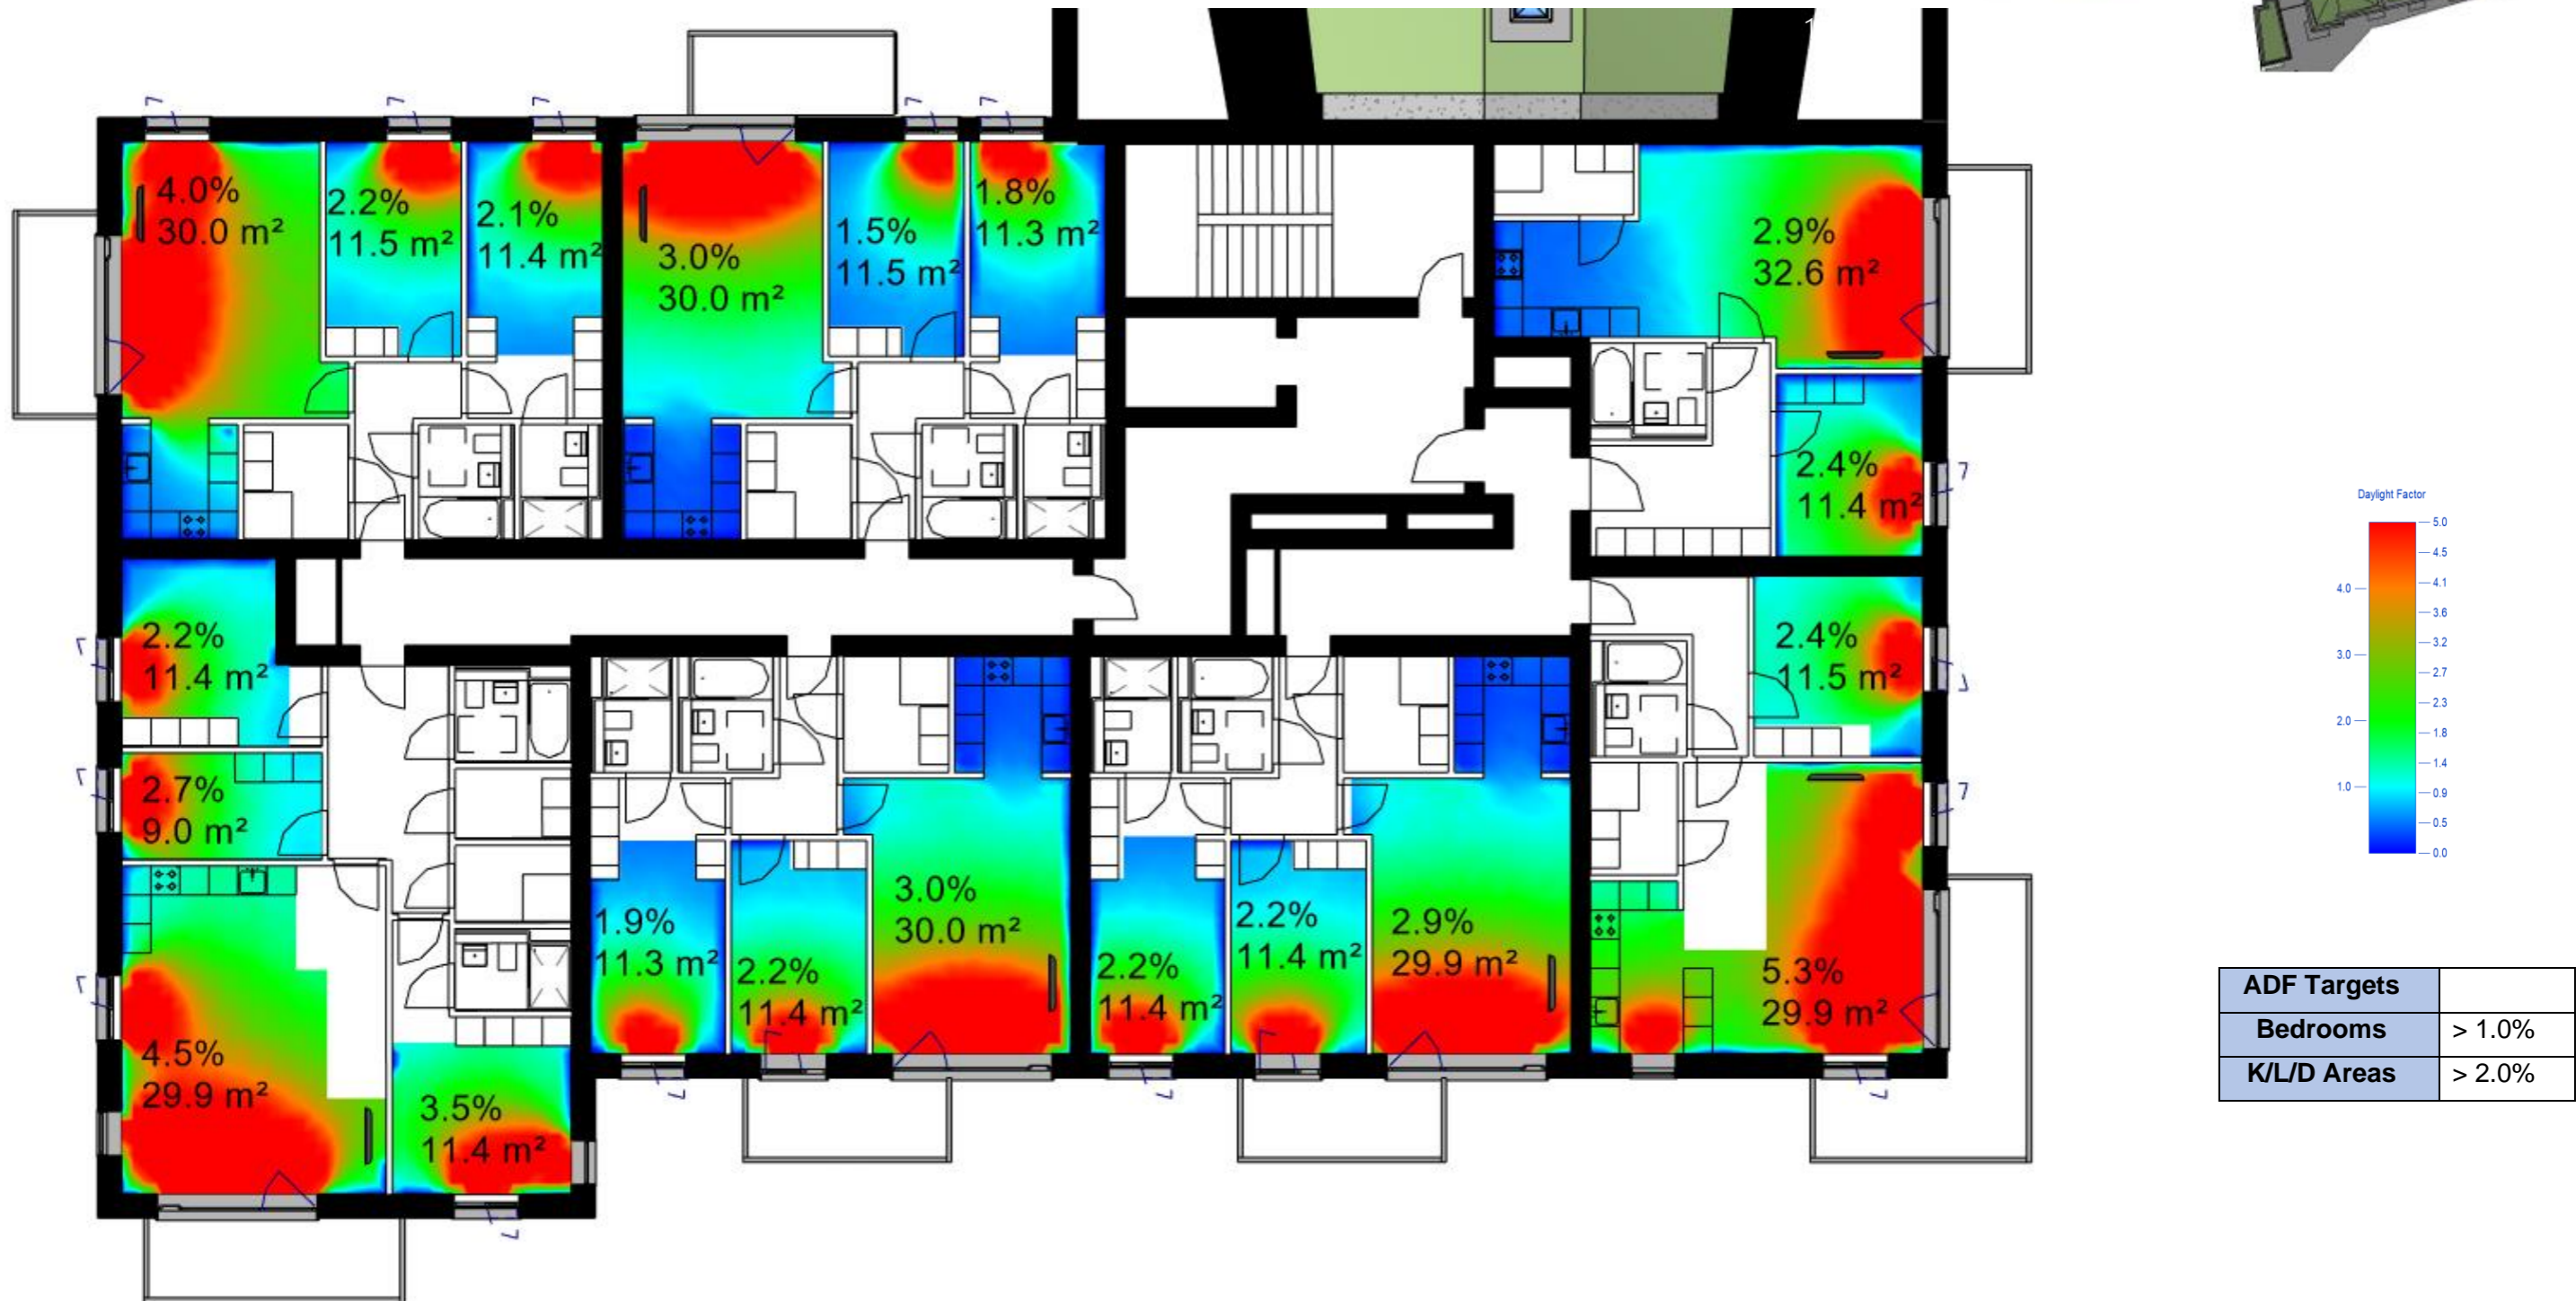 1
4.0%
30.0 m²
2.2%
11.5 m²
2.1%
11.4 m²
3.0%
30.0 m²
1.5%
11.5 m²
1.8%
11.3 m²
2.9%
32.6 m²
2.4%
11.4 m²
2.2%
11.4 m²
2.4%
11.5 m²
2.7%
9.0 m²
1.9%
11.3 m²
2.2%
11.4 m²
3.0%
30.0 m²
2.2%
11.4 m²
2.2%
11.4 m²
2.9%
29.9 m²
5.3%
29.9 m²
4.5%
29.9 m²
3.5%
11.4 m²
Daylight Factor
5.0
4.5
4.0
4.1
3.6
3.2
3.0
2.7
2.3
2.0
1.8
1.4
1.0
0.9
0.5
0.0
ADF Targets
Bedrooms > 1.0%
K/L/D Areas > 2.0%